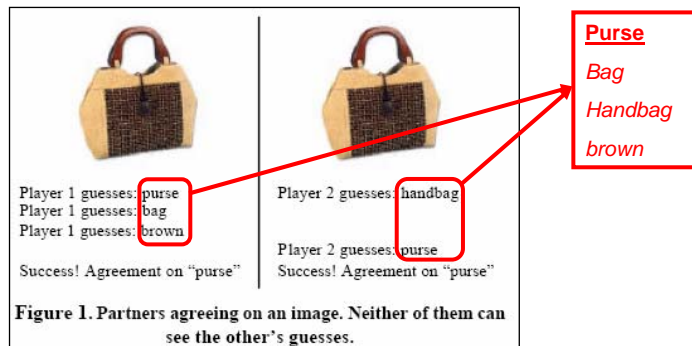 Player 1 guesses: purse
Player 1 guesses: bag
Player 1 guesses: brown
Success! Agreement on “purse”
Player 2 guesses: handbag
Player 2 guesses: purse
Success! Agreement on “purse”
Figure 1. Partners agreeing on an image. Neither of them can
see the other’s guesses.
Purse
Bag
Handbag
brown